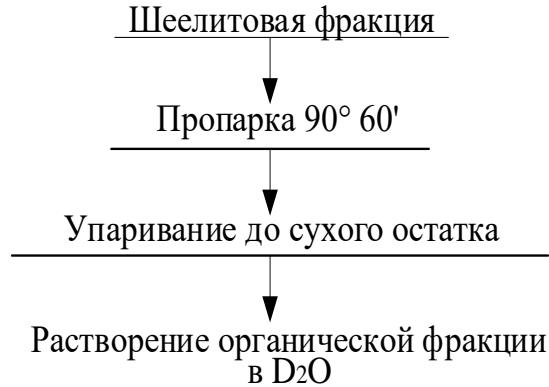 Шеелитовая фракция
Пропарка 90° 60'
Упаривание до сухого остатка
Растворение органической фракции
в D₂O